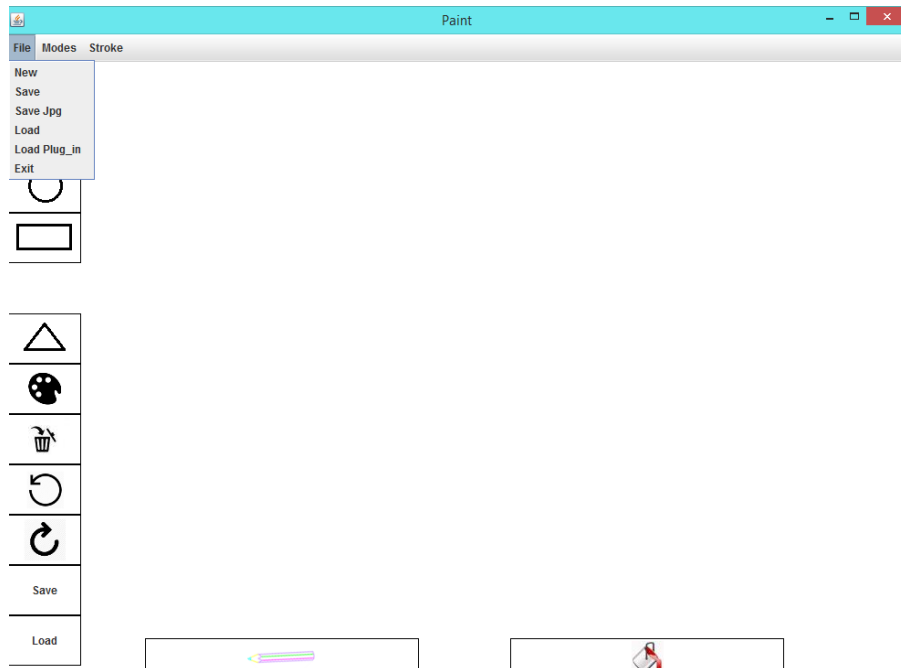 Paint
File Modes Stroke
New
Save
Save Jpg
Load
Load Plug_in
Exit
Save
Load